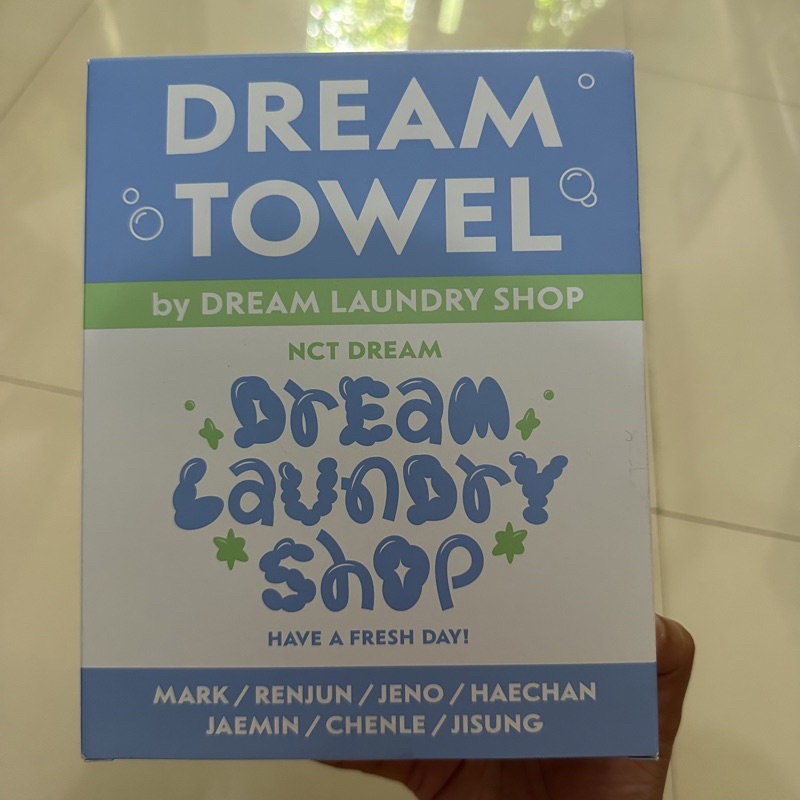 DREAM
TOWEL
by DREAM LAUNDRY SHOP
NCT DREAM
DrEaM
LaunDrY
ShOP
HAVE A FRESH DAY!
MARK / RENJUN / JENO / HAECHAN
JAEMIN / CHENLE / JISUNG